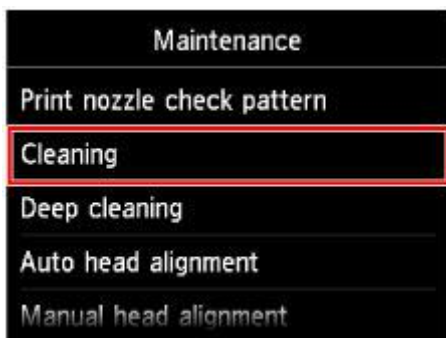 Maintenance
Print nozzle check pattern
Cleaning
Deep cleaning
Auto head alignment
Manual head alignment